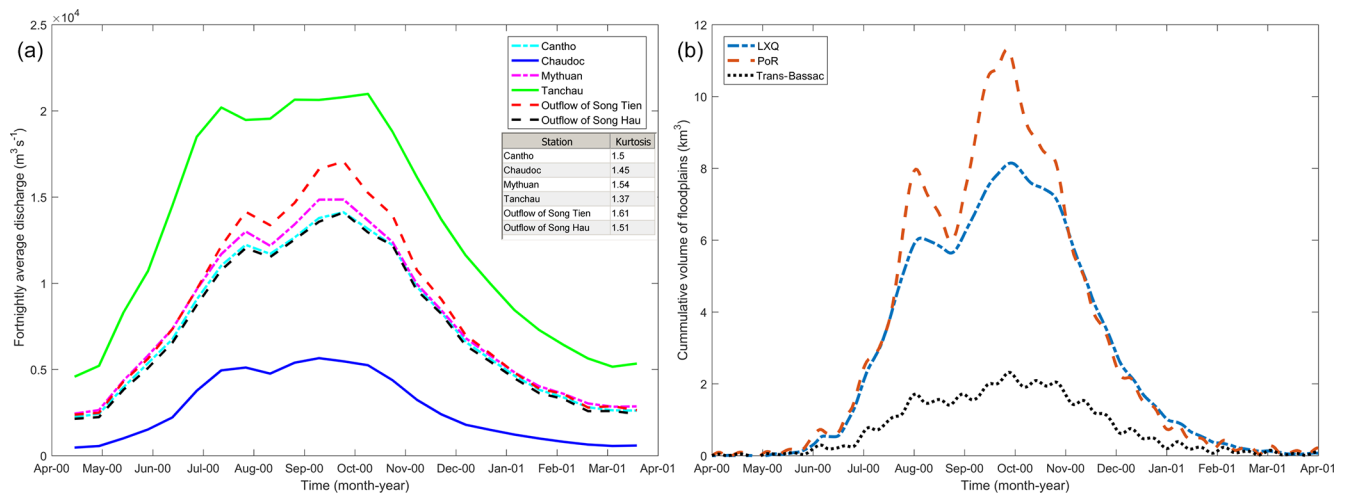 ×10⁴
(a)
Fortnightly average discharge (m³ s⁻¹)
2.5
2
1.5
1
0.5
0
Cantho
Chaudoc
Mythuan
Tanchau
Outflow of Song Tien
Outflow of Song Hau
Station Kurtosis
Cantho 1.5
Chaudoc 1.45
Mythuan 1.54
Tanchau 1.37
Outflow of Song Tien 1.61
Outflow of Song Hau 1.51
Apr-00 May-00 Jun-00 Jul-00 Aug-00 Sep-00 Oct-00 Nov-00 Dec-00 Jan-01 Feb-01 Mar-01 Apr-01
Time (month-year)
(b)
Cummulative volume of floodplains (km³)
12
10
8
6
4
2
0
LXQ
PoR
Trans-Bassac
Apr-00 May-00 Jun-00 Jul-00 Aug-00 Sep-00 Oct-00 Nov-00 Dec-00 Jan-01 Feb-01 Mar-01 Apr-01
Time (month-year)